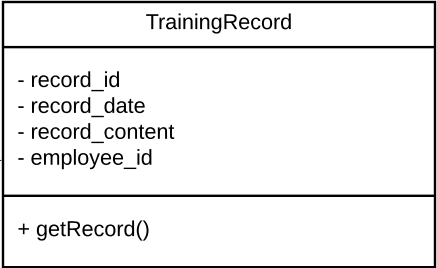 TrainingRecord
- record_id
- record_date
- record_content
- employee_id
+ getRecord()